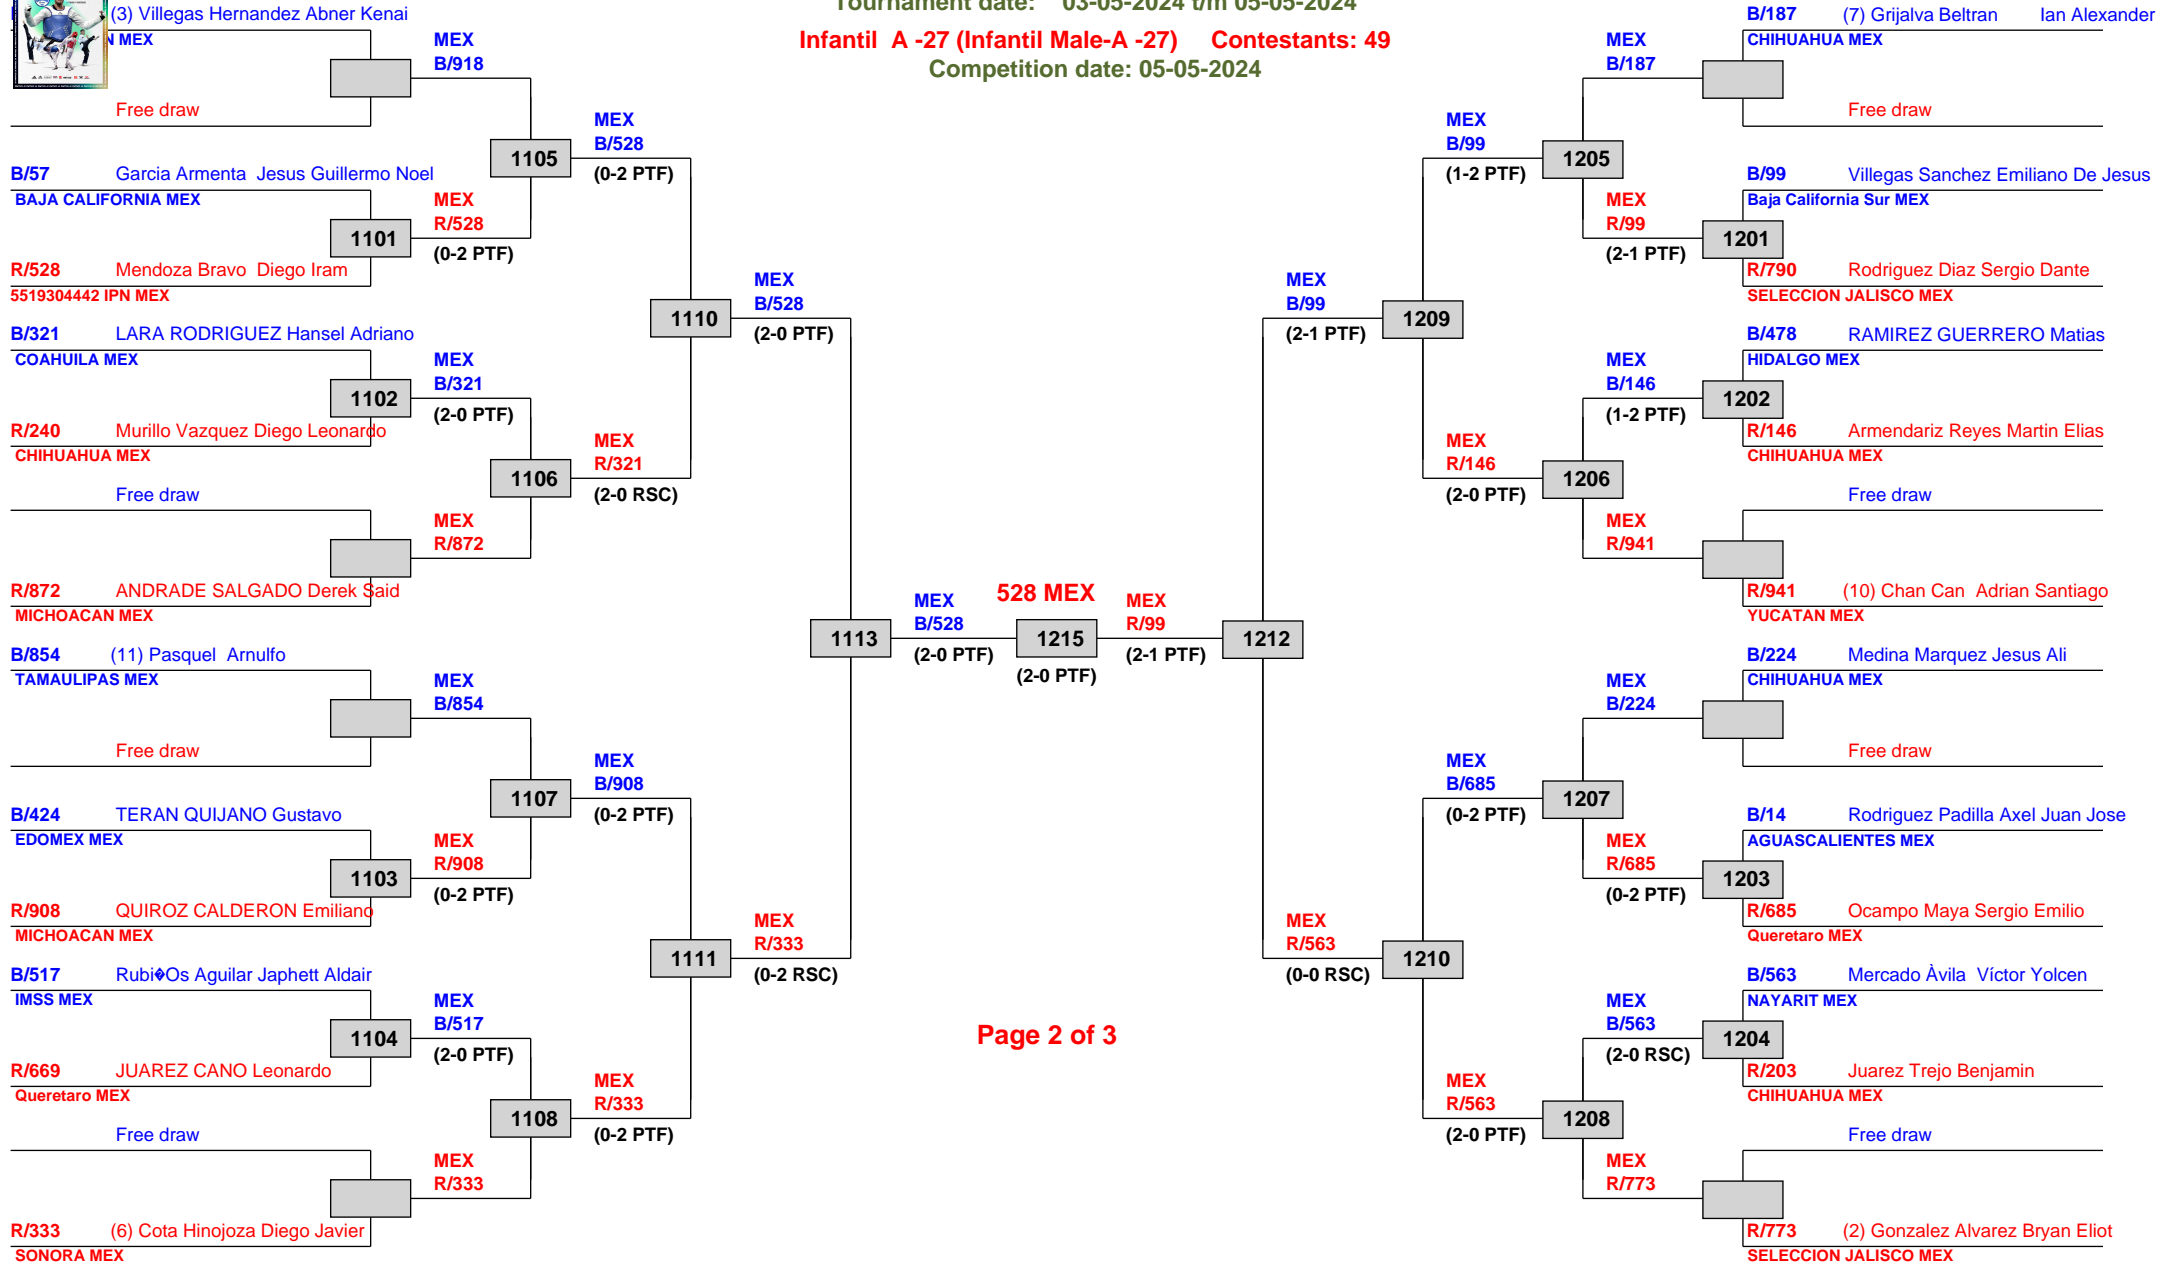 Tournament date: 03-05-2024 t/m 05-05-2024
Infantil A -27 (Infantil Male-A -27) Contestants: 49
Competition date: 05-05-2024
(3) Villegas Hernandez Abner Kenai
N MEX
Free draw
MEX
B/918
B/57 Garcia Armenta Jesus Guillermo Noel
BAJA CALIFORNIA MEX
1101
R/528 Mendoza Bravo Diego Iram
5519304442 IPN MEX
MEX
R/528
(0-2 PTF)
1105
MEX
B/528
(0-2 PTF)
B/321 LARA RODRIGUEZ Hansel Adriano
COAHUILA MEX
1102
R/240 Murillo Vazquez Diego Leonardo
CHIHUAHUA MEX
MEX
B/321
(2-0 PTF)
Free draw
R/872 ANDRADE SALGADO Derek Said
MICHOACAN MEX
MEX
R/872
1106
MEX
R/321
(2-0 RSC)
1110
MEX
B/528
(2-0 PTF)
B/854 (11) Pasquel Arnulfo
TAMAULIPAS MEX
Free draw
MEX
B/854
B/424 TERAN QUIJANO Gustavo
EDOMEX MEX
1103
R/908 QUIROZ CALDERON Emiliano
MICHOACAN MEX
MEX
R/908
(0-2 PTF)
1107
MEX
B/908
(0-2 PTF)
B/517 Rubi�Os Aguilar Japhett Aldair
IMSS MEX
1104
R/669 JUAREZ CANO Leonardo
Queretaro MEX
MEX
B/517
(2-0 PTF)
Free draw
R/333 (6) Cota Hinojoza Diego Javier
SONORA MEX
MEX
R/333
1108
MEX
R/333
(0-2 PTF)
1111
MEX
R/333
(0-2 RSC)
1113
MEX
B/528
(2-0 PTF)
528 MEX
1215
(2-0 PTF)
MEX
R/99
(2-1 PTF)
1212
Page 2 of 3
B/187 (7) Grijalva Beltran Ian Alexander
CHIHUAHUA MEX
Free draw
MEX
B/187
B/99 Villegas Sanchez Emiliano De Jesus
Baja California Sur MEX
1201
R/790 Rodriguez Diaz Sergio Dante
SELECCION JALISCO MEX
MEX
R/99
(2-1 PTF)
1205
MEX
B/99
(1-2 PTF)
B/478 RAMIREZ GUERRERO Matias
HIDALGO MEX
1202
R/146 Armendariz Reyes Martin Elias
CHIHUAHUA MEX
MEX
B/146
(1-2 PTF)
Free draw
R/941 (10) Chan Can Adrian Santiago
YUCATAN MEX
MEX
R/941
1206
MEX
R/146
(2-0 PTF)
1209
MEX
B/99
(2-1 PTF)
B/224 Medina Marquez Jesus Ali
CHIHUAHUA MEX
Free draw
MEX
B/224
B/14 Rodriguez Padilla Axel Juan Jose
AGUASCALIENTES MEX
1203
R/685 Ocampo Maya Sergio Emilio
Queretaro MEX
MEX
R/685
(0-2 PTF)
1207
MEX
B/685
(0-2 PTF)
B/563 Mercado Àvila Víctor Yolcen
NAYARIT MEX
1204
R/203 Juarez Trejo Benjamin
CHIHUAHUA MEX
MEX
B/563
(2-0 RSC)
Free draw
R/773 (2) Gonzalez Alvarez Bryan Eliot
SELECCION JALISCO MEX
MEX
R/773
1208
MEX
R/563
(2-0 PTF)
1210
MEX
R/563
(0-0 RSC)